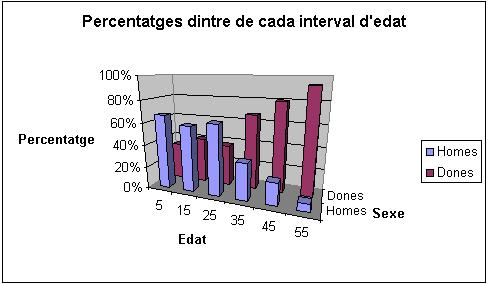 Percentatges dintre de cada interval d'edat
100%
80%
60%
40%
20%
0%
Percentatge
5 15 25 35 45 55
Edat
Dones
Homes
Sexe
Homes
Dones